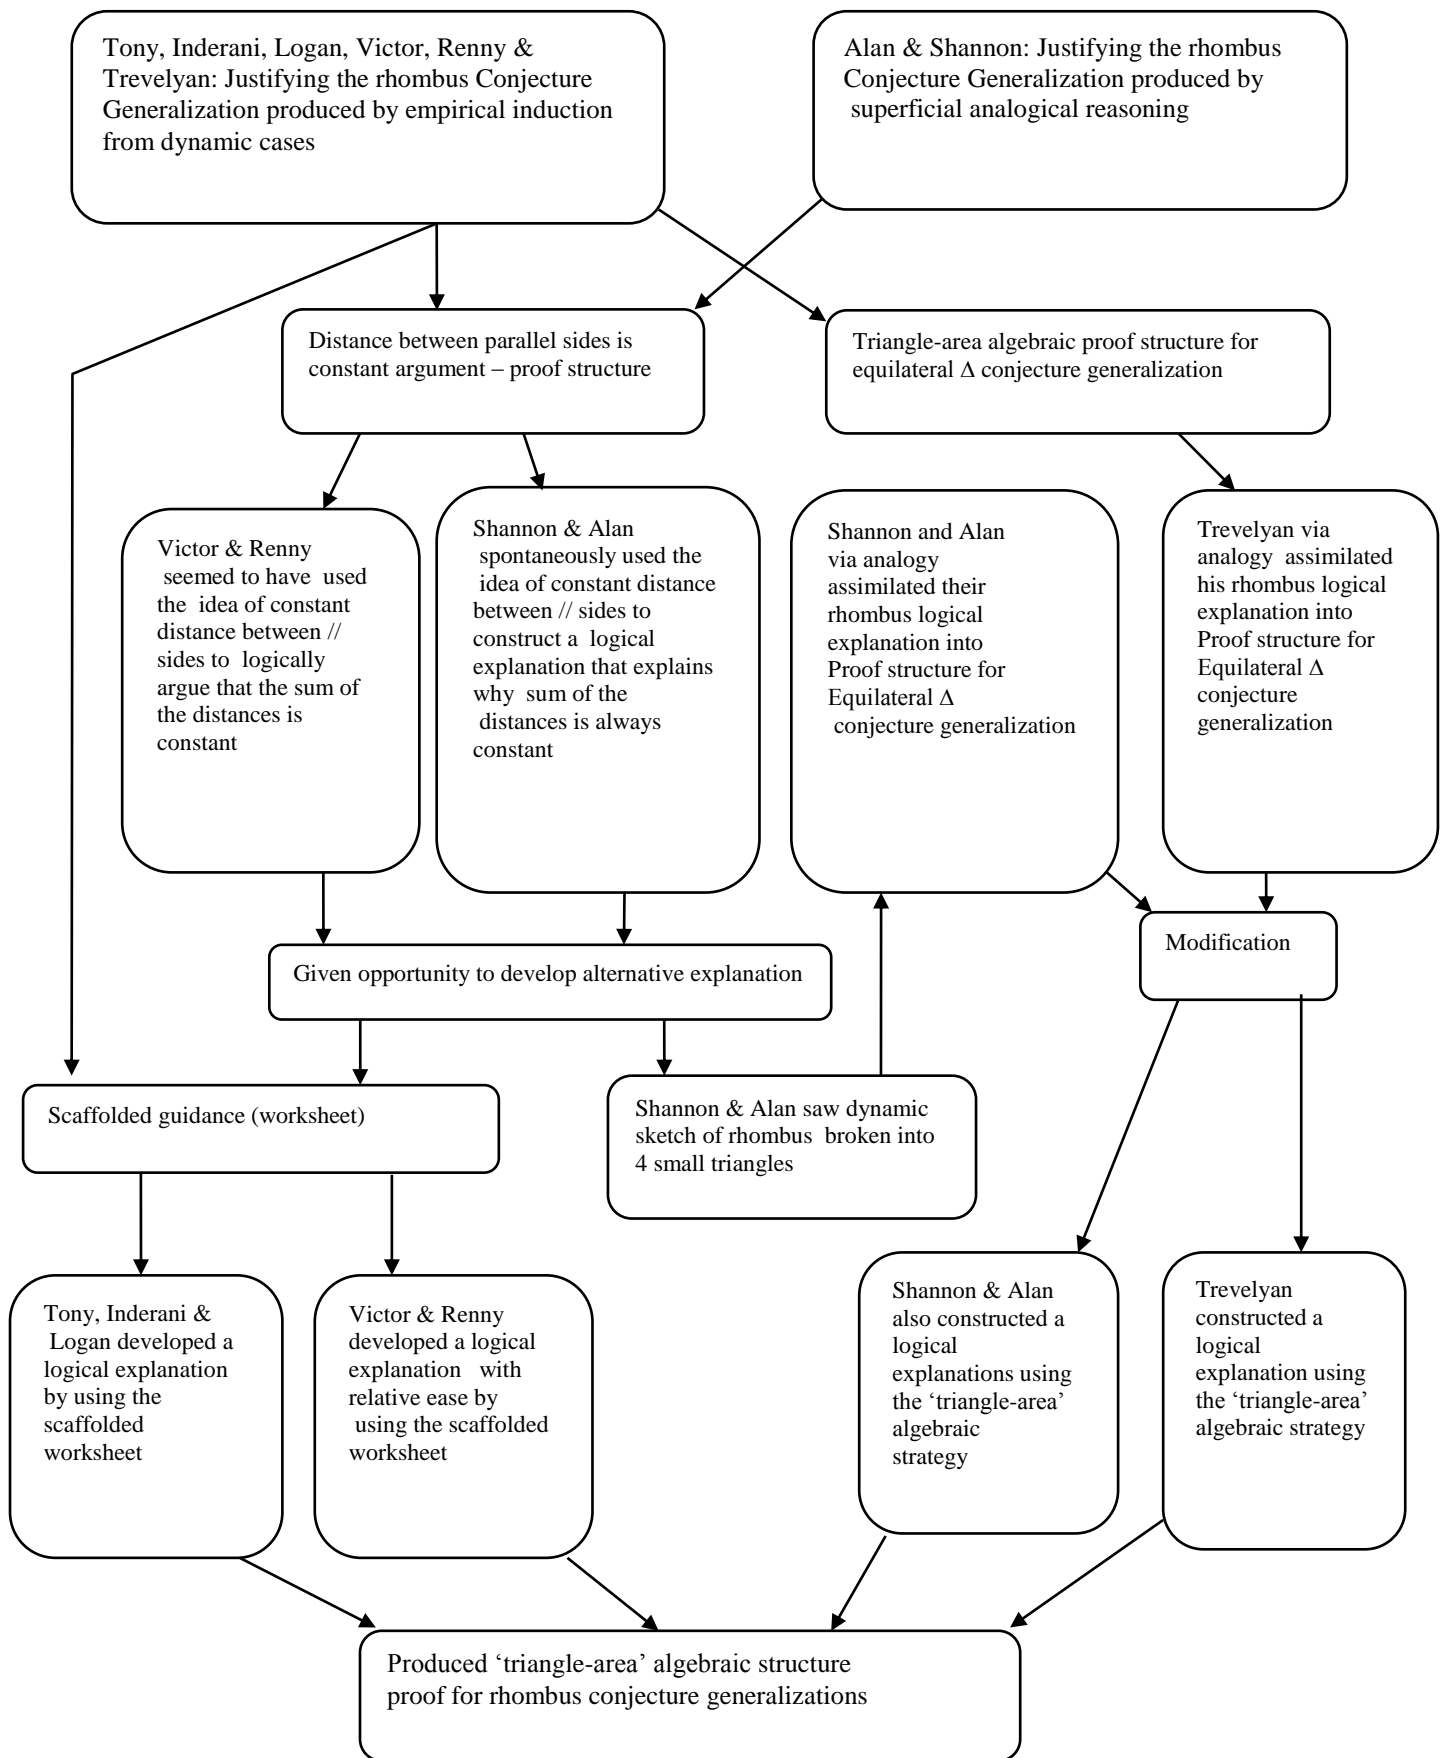 Tony, Inderani, Logan, Victor, Renny &
Trevelyan: Justifying the rhombus Conjecture
Generalization produced by empirical induction
from dynamic cases
Alan & Shannon: Justifying the rhombus
Conjecture Generalization produced by
superficial analogical reasoning
Distance between parallel sides is
constant argument – proof structure
Triangle-area algebraic proof structure for
equilateral Δ conjecture generalization
Victor & Renny
seemed to have used
the idea of constant
distance between //
sides to logically
argue that the sum of
the distances is
constant
Shannon & Alan
spontaneously used the
idea of constant distance
between // sides to
construct a logical
explanation that explains
why sum of the
distances is always
constant
Shannon and Alan
via analogy
assimilated their
rhombus logical
explanation into
Proof structure for
Equilateral Δ
conjecture generalization
Trevelyan via
analogy assimilated
his rhombus logical
explanation into
Proof structure for
Equilateral Δ
conjecture
generalization
Modification
Given opportunity to develop alternative explanation
Scaffolded guidance (worksheet)
Shannon & Alan saw dynamic
sketch of rhombus broken into
4 small triangles
Tony, Inderani &
Logan developed a
logical explanation
by using the
scaffolded
worksheet
Victor & Renny
developed a logical
explanation with
relative ease by
using the scaffolded
worksheet
Shannon & Alan
also constructed a
logical
explanations using
the ‘triangle-area’
algebraic
strategy
Trevelyan
constructed a
logical
explanation using
the ‘triangle-area’
algebraic strategy
Produced ‘triangle-area’ algebraic structure
proof for rhombus conjecture generalizations